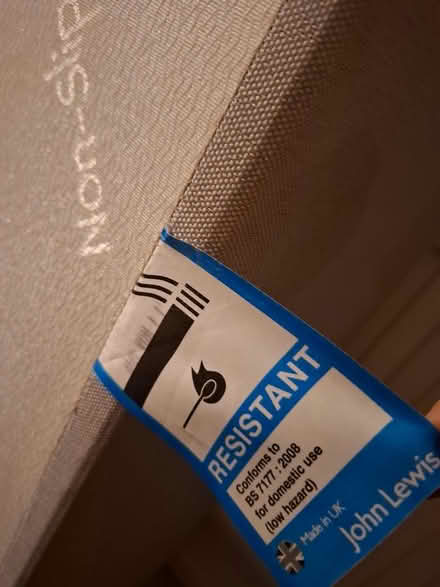 Non-Slip
RESISTANT
Conforms to
BS 7177 : 2008
for domestic use
(low hazard)
Made in UK
John Lewis